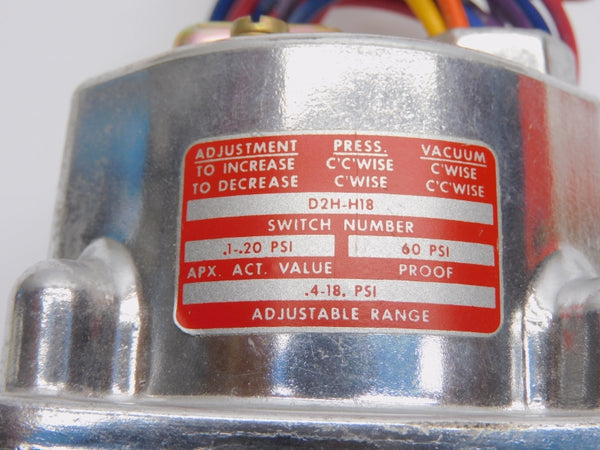 ADJUSTMENT PRESS. VACUUM
TO INCREASE C'C'WISE C'WISE
TO DECREASE C'WISE C'C'WISE
D2H-H18
SWITCH NUMBER
.1-.20 PSI 60 PSI
APX. ACT. VALUE PROOF
.4-18. PSI
ADJUSTABLE RANGE